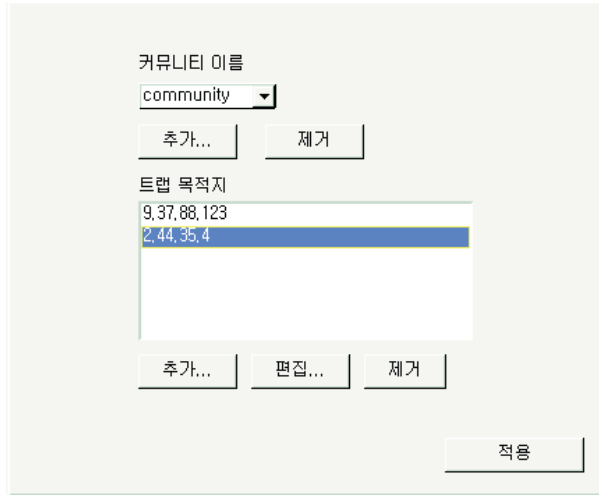 커뮤니티 이름
community
추가... 제거
트랩 목적지
9,37,88,123
2,44,35,4
추가... 편집... 제거
적용